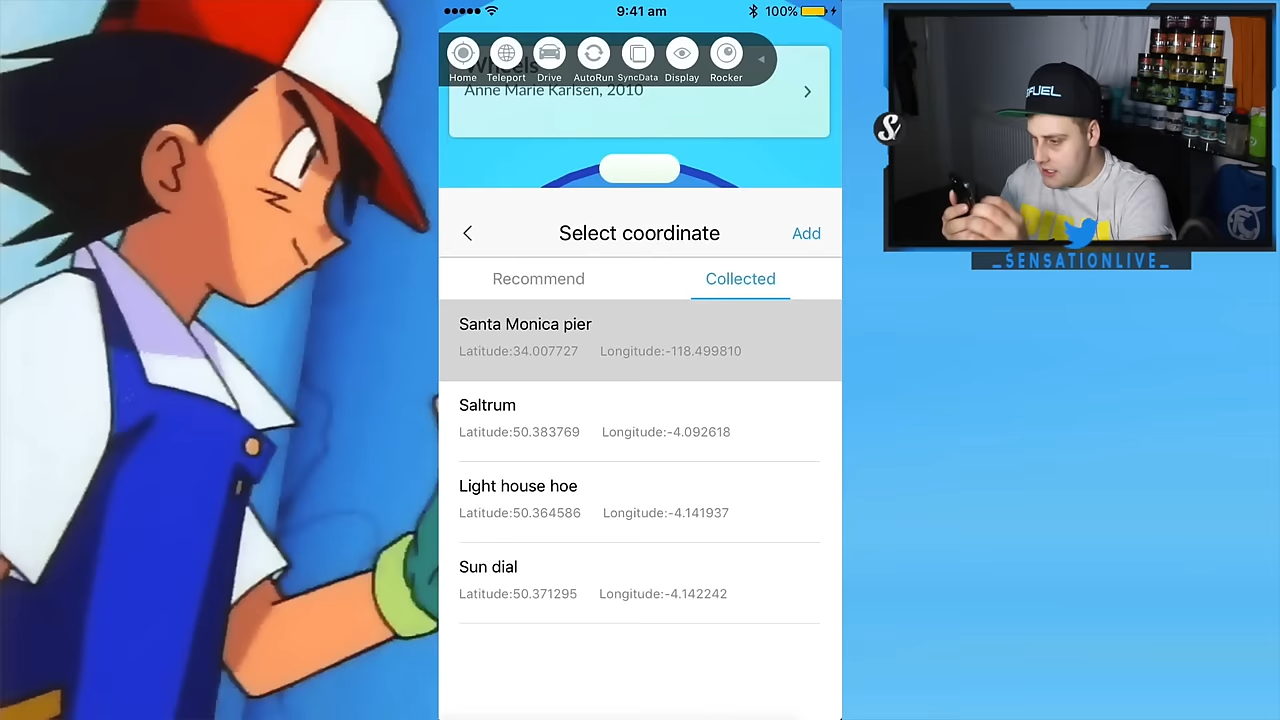 9:41 am
100%
Home Teleport Drive AutoRun SyncData Display Rocker
Anne Marie Karlsen, 2010
Select coordinate
Add
Recommend
Collected
Santa Monica pier
Latitude:34.007727 Longitude:-118.499810
Saltrum
Latitude:50.383769 Longitude:-4.092618
Light house hoe
Latitude:50.364586 Longitude:-4.141937
Sun dial
Latitude:50.371295 Longitude:-4.142242
_SENSATIONLIVE_